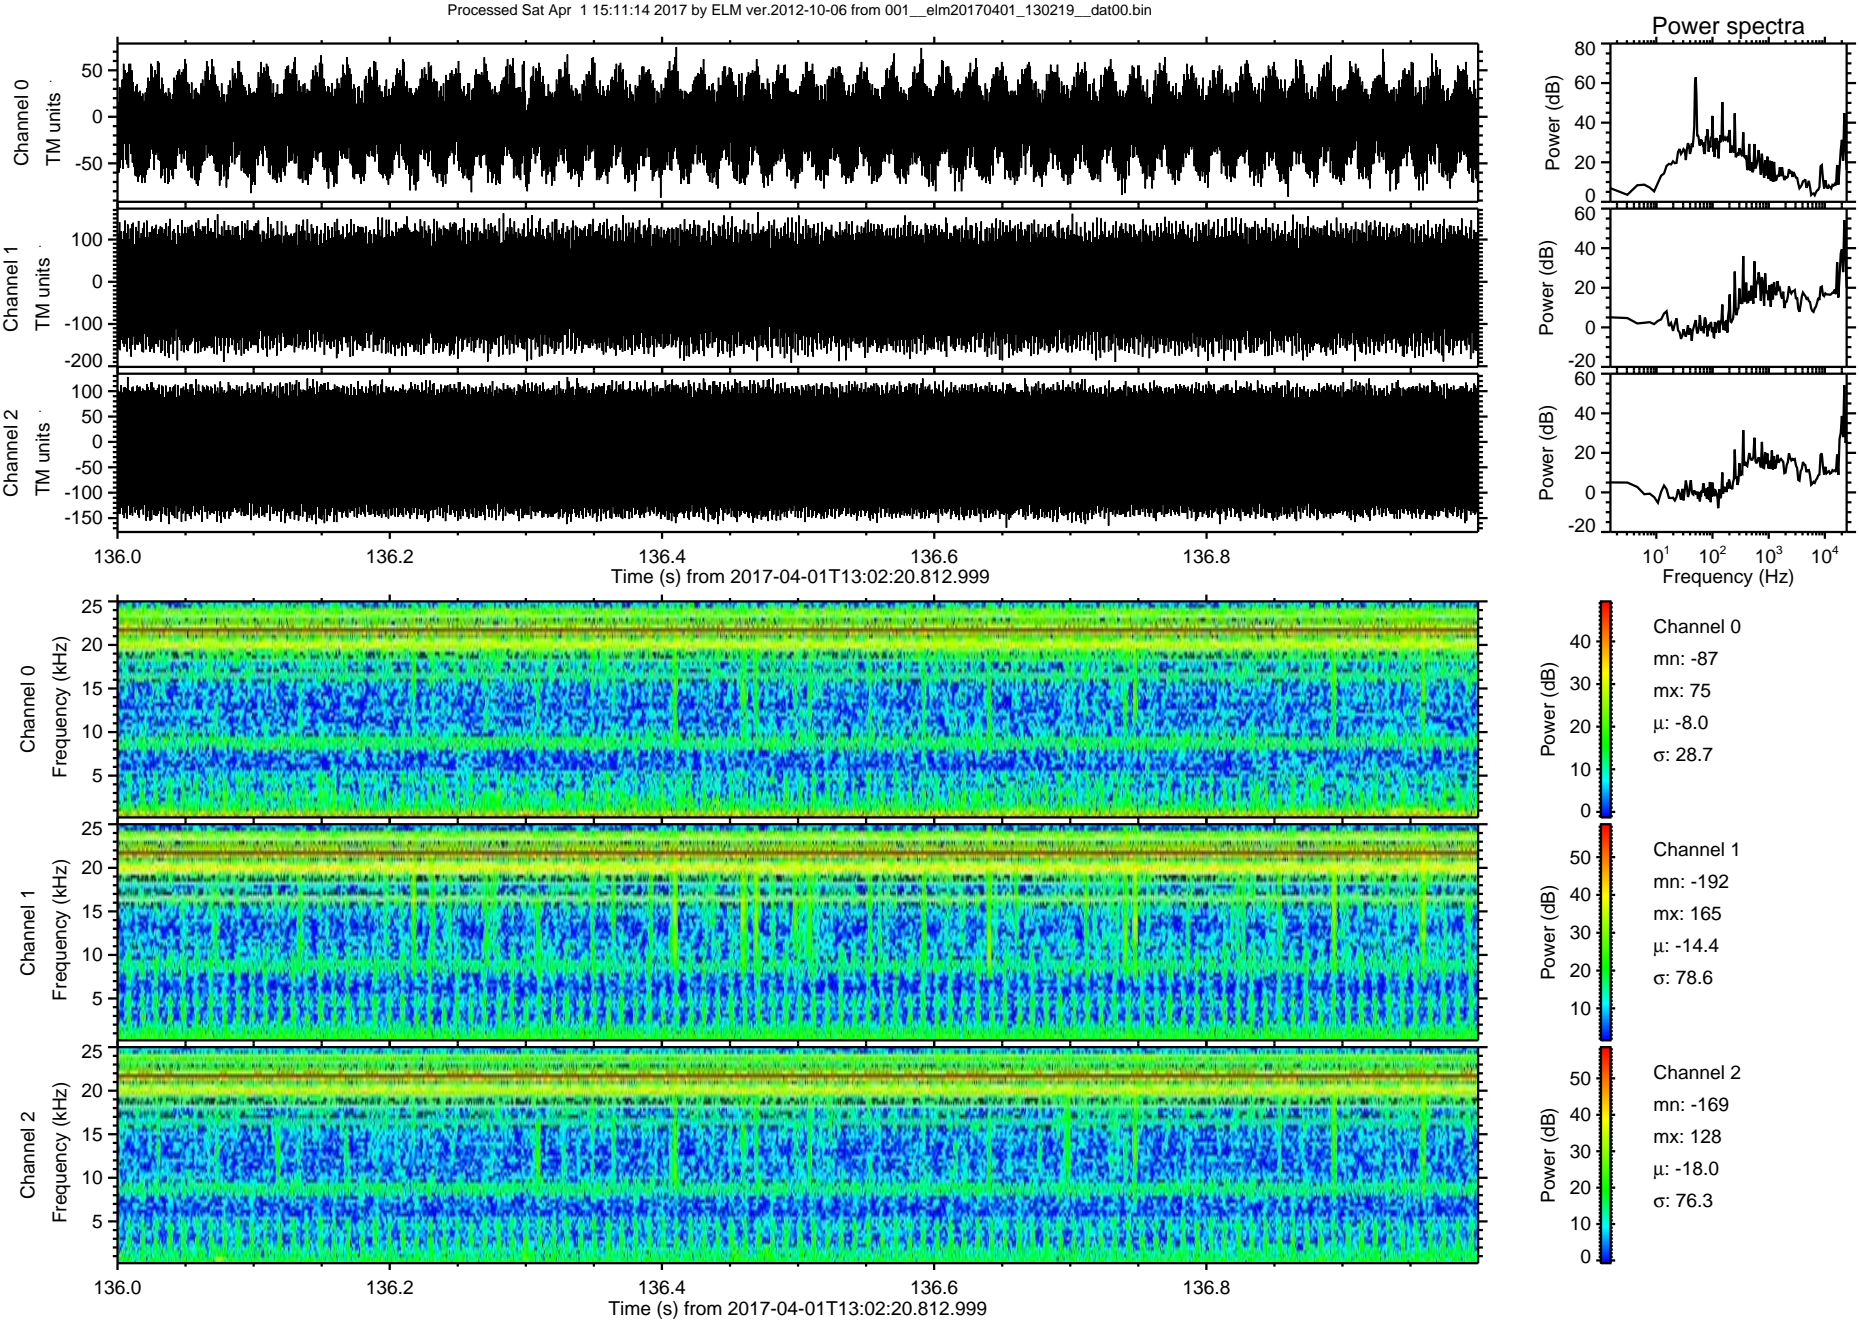 Processed Sat Apr 1 15:11:14 2017 by ELM ver.2012-10-06 from 001__elm20170401_130219__dat00.bin
Power spectra
Channel 0
TM units
50
0
-50
Power (dB)
80
60
40
20
0
Channel 1
TM units
100
0
-100
-200
Power (dB)
60
40
20
0
-20
Channel 2
TM units
100
50
0
-50
-100
-150
Power (dB)
60
40
20
0
-20
136.0 136.2 136.4 136.6 136.8
Time (s) from 2017-04-01T13:02:20.812.999
10¹ 10² 10³ 10⁴
Frequency (Hz)
Channel 0
Frequency (kHz)
25
20
15
10
5
Power (dB)
40
30
20
10
0
Channel 0
mn: -87
mx: 75
μ: -8.0
σ: 28.7
Channel 1
Frequency (kHz)
25
20
15
10
5
Power (dB)
50
40
30
20
10
Channel 1
mn: -192
mx: 165
μ: -14.4
σ: 78.6
Channel 2
Frequency (kHz)
25
20
15
10
5
Power (dB)
50
40
30
20
10
0
Channel 2
mn: -169
mx: 128
μ: -18.0
σ: 76.3
136.0 136.2 136.4 136.6 136.8
Time (s) from 2017-04-01T13:02:20.812.999